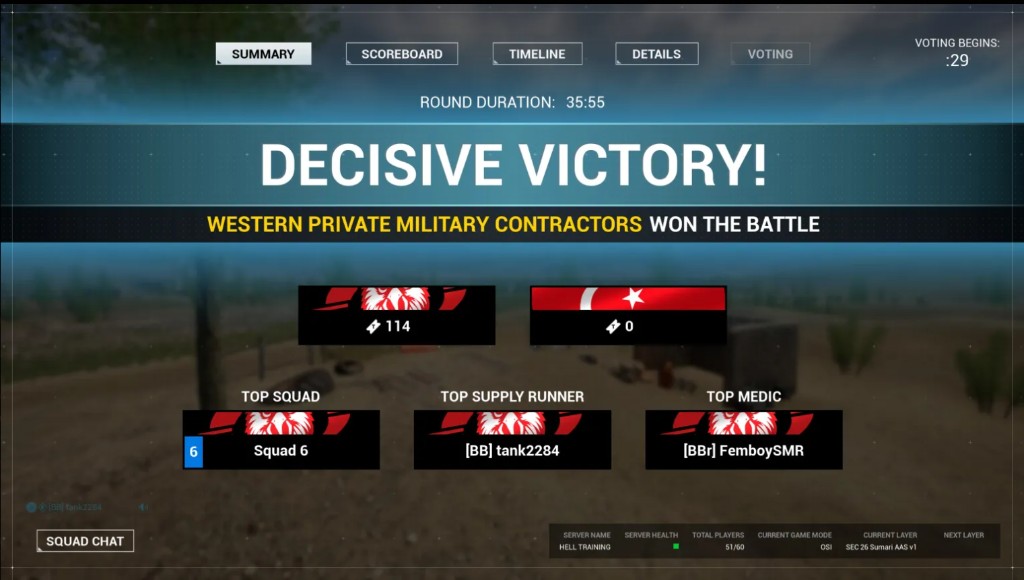 SUMMARY SCOREBOARD TIMELINE DETAILS VOTING
VOTING BEGINS:
:29
ROUND DURATION: 35:55
DECISIVE VICTORY!
WESTERN PRIVATE MILITARY CONTRACTORS WON THE BATTLE
114 0
TOP SQUAD TOP SUPPLY RUNNER TOP MEDIC
6 Squad 6 [BB] tank2284 [BBr] FemboySMR
SQUAD CHAT
SERVER NAME SERVER HEALTH TOTAL PLAYERS CURRENT GAME MODE CURRENT LAYER NEXT LAYER
HELL TRAINING 51/60 OSI SEC 26 Sumari AAS v1